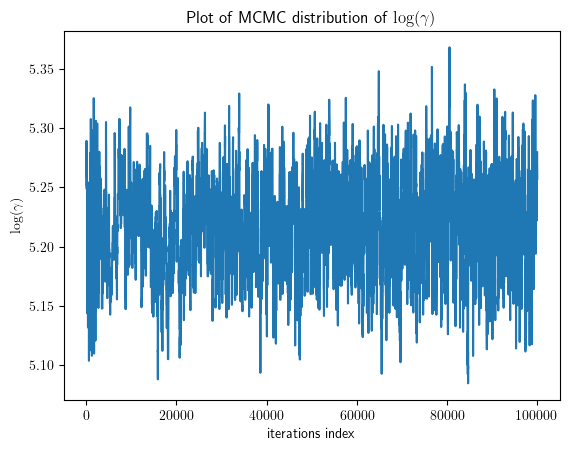 Plot of MCMC distribution of log(γ)
log(γ)
5.35
5.30
5.25
5.20
5.15
5.10
0 20000 40000 60000 80000 100000
iterations index